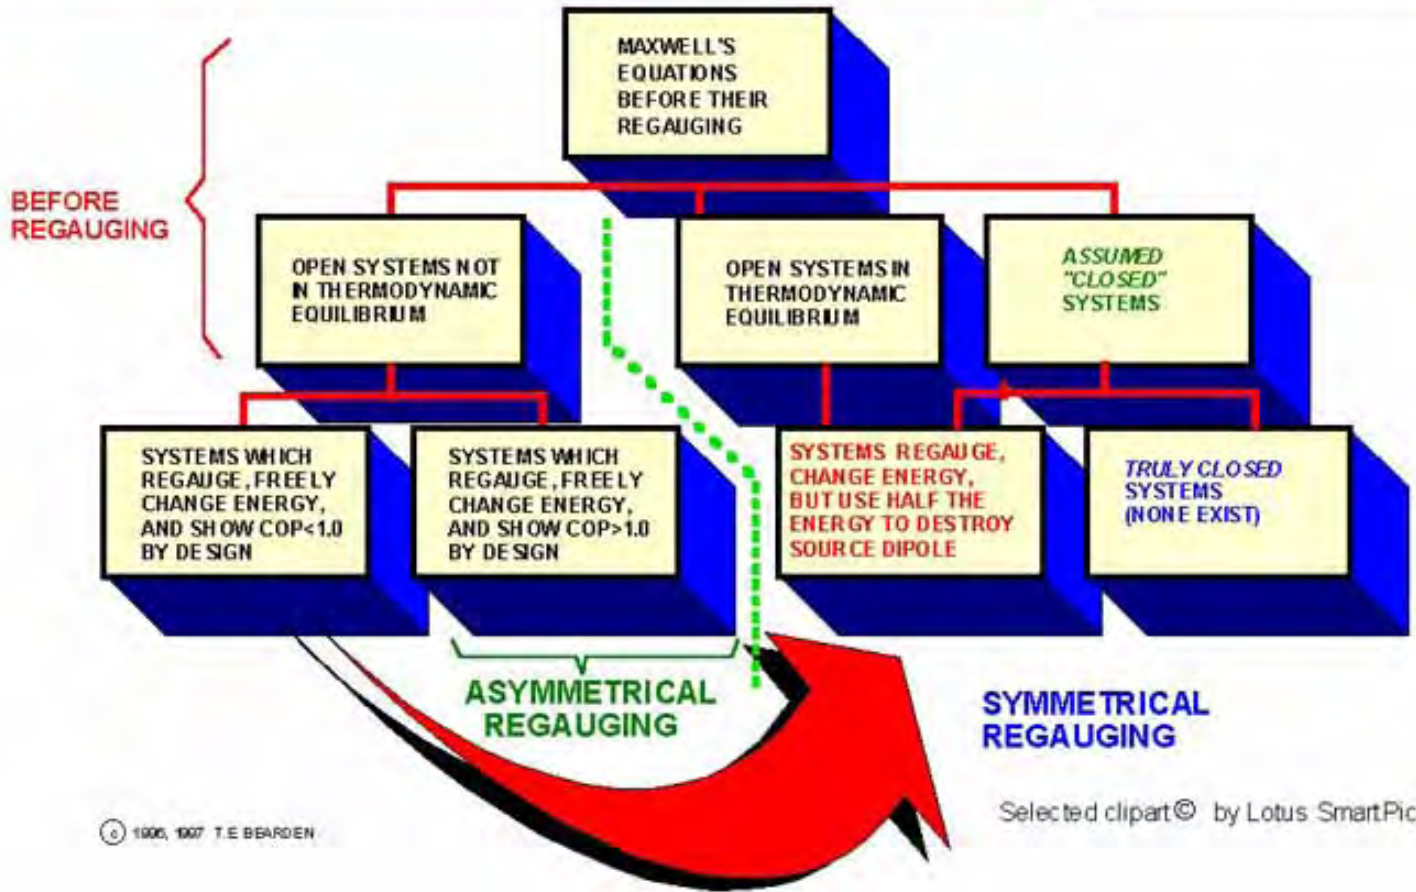 MAXWELL'S
EQUATIONS
BEFORE THEIR
REGAUGING
BEFORE
REGAUGING
OPEN SYSTEMS NOT
IN THERMODYNAMIC
EQUILIBRIUM
OPEN SYSTEMS IN
THERMODYNAMIC
EQUILIBRIUM
ASSUMED
"CLOSED"
SYSTEMS
SYSTEMS WHICH
REGAUGE, FREELY
CHANGE ENERGY,
AND SHOW COP<1.0
BY DESIGN
SYSTEMS WHICH
REGAUGE, FREELY
CHANGE ENERGY,
AND SHOW COP>1.0
BY DESIGN
SYSTEMS REGAUGE,
CHANGE ENERGY,
BUT USE HALF THE
ENERGY TO DESTROY
SOURCE DIPOLE
TRULY CLOSED
SYSTEMS
(NONE EXIST)
ASYMMETRICAL
REGAUGING
SYMMETRICAL
REGAUGING
© 1996, 1997 T.E BEARDEN
Selected clipart© by Lotus SmartPic